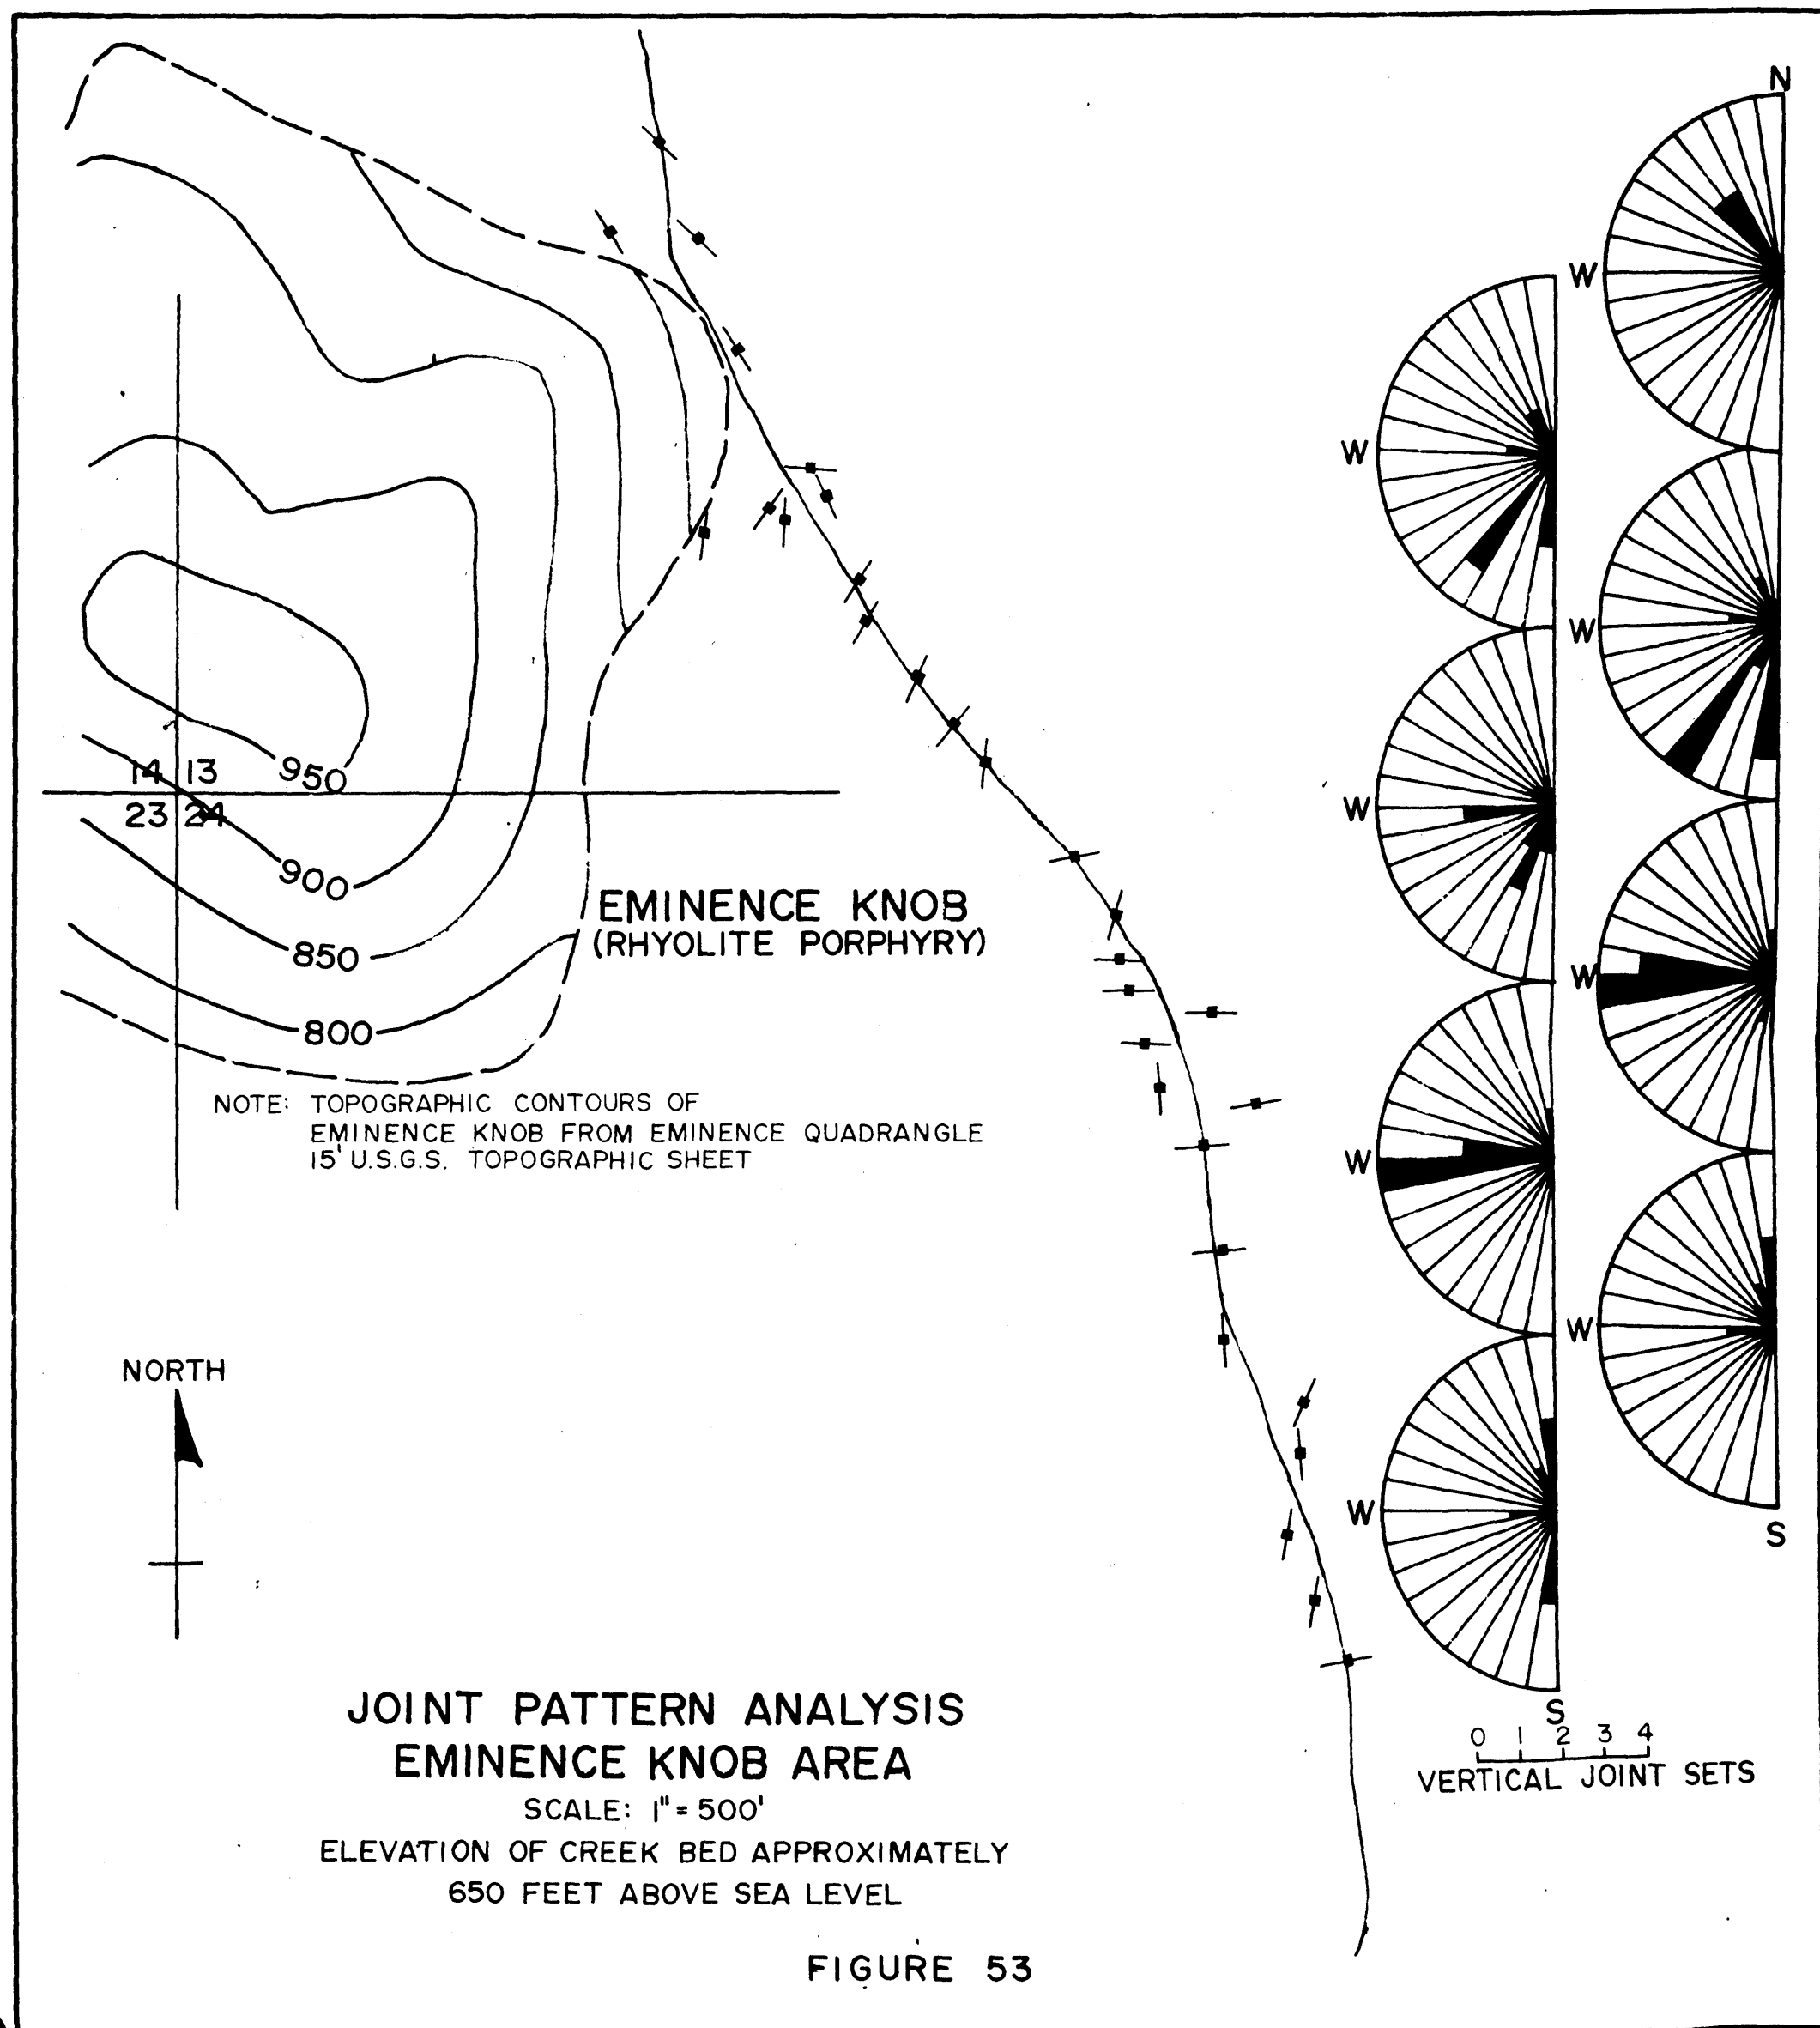 N
W
W
W
W
W
W
W
W
14 13
23 24
950
900
850
800
EMINENCE KNOB
(RHYOLITE PORPHYRY)
NOTE: TOPOGRAPHIC CONTOURS OF
EMINENCE KNOB FROM EMINENCE QUADRANGLE
15' U.S.G.S. TOPOGRAPHIC SHEET
NORTH
S
S
0 1 2 3 4
VERTICAL JOINT SETS
JOINT PATTERN ANALYSIS
EMINENCE KNOB AREA
SCALE: 1" = 500'
ELEVATION OF CREEK BED APPROXIMATELY
650 FEET ABOVE SEA LEVEL
FIGURE 53